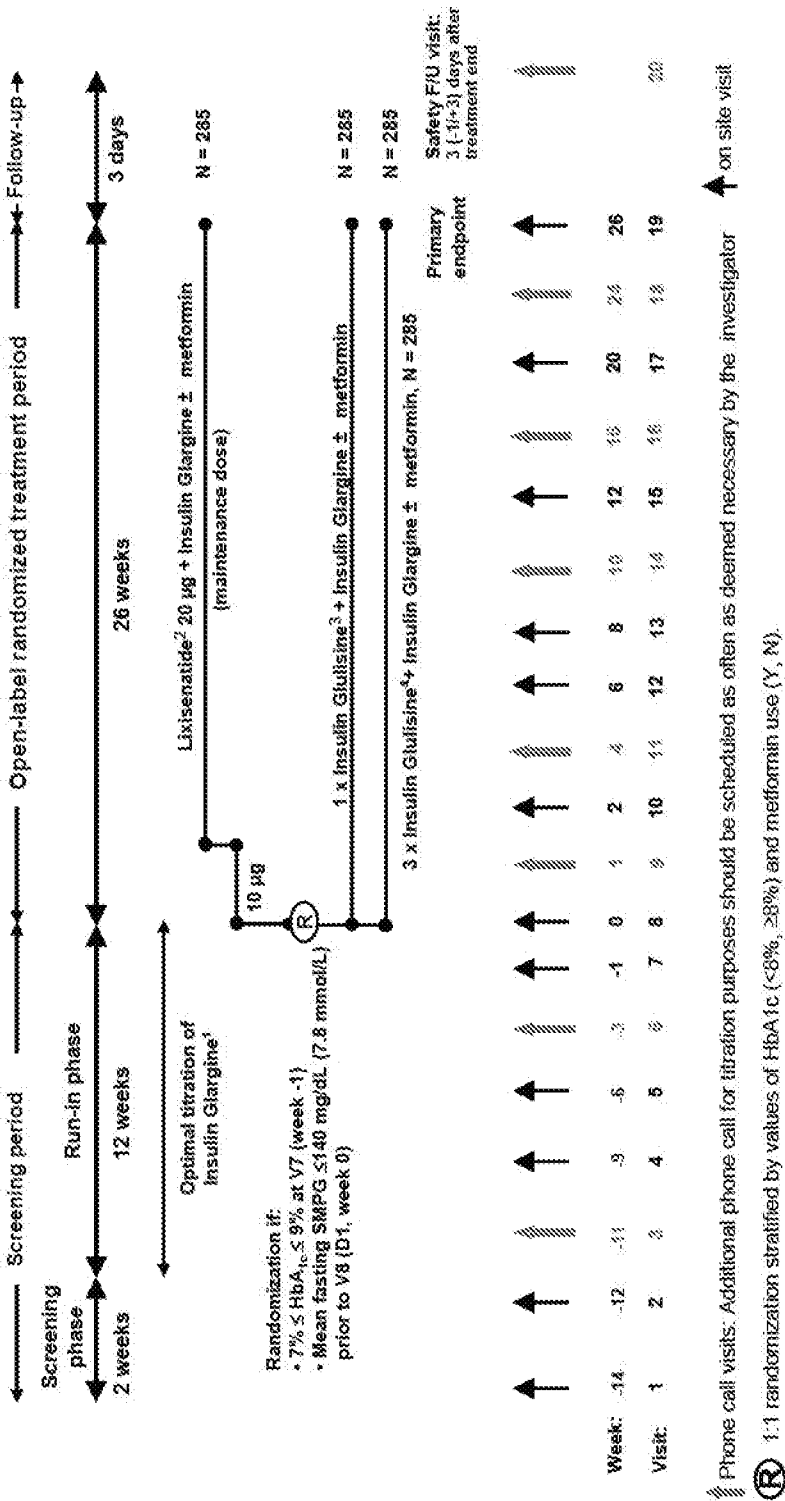 Screening period
Open-label randomized treatment period
Follow-up
Screening
phase
Run-in phase
2 weeks
12 weeks
26 weeks
3 days
Optimal titration of
Insulin Glargine¹
Lixisenatide² 20 µg + Insulin Glargine ± metformin
(maintenance dose)
N = 285
10 µg
R
Randomization if:
• 7% ≤ HbA1c ≤ 9% at V7 (week -1)
• Mean fasting SMPG ≤140 mg/dL (7.8 mmol/L)
prior to V8 (D1, week 0)
1 x Insulin Glulisine³ + Insulin Glargine ± metformin
N = 285
3 x Insulin Glulisine⁴+ Insulin Glargine ± metformin, N = 285
N = 285
Primary
endpoint
Safety F/U visit:
3 (-1/+3) days after
treatment end
Week: -14 -12 -11 -9 -6 -3 -1 0 1 2 4 6 8 10 12 16 20 24 26
Visit: 1 2 3 4 5 6 7 8 9 10 11 12 13 14 15 16 17 18 19 20
Phone call visits: Additional phone call for titration purposes should be scheduled as often as deemed necessary by the investigator
on site visit
R 1:1 randomization stratified by values of HbA1c (<8%, ≥8%) and metformin use (Y, N).